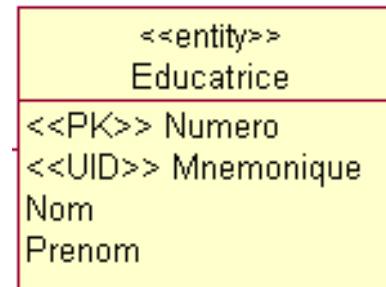 <<entity>>
Educatrice
<<PK>> Numero
<<UID>> Mnemonique
Nom
Prenom